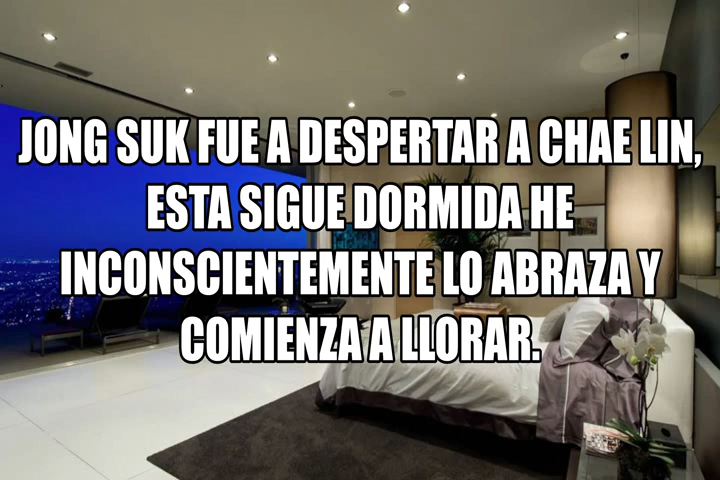 JONG SUK FUE A DESPERTAR A CHAE LIN,
ESTA SIGUE DORMIDA HE
INCONSCIENTEMENTE LO ABRAZA Y
COMIENZA A LLORAR.